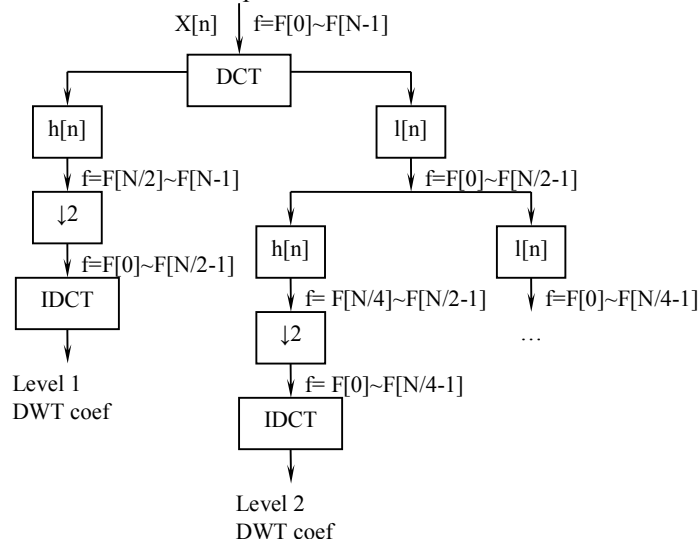 X[n]
f=F[0]~F[N-1]
DCT
h[n]
l[n]
f=F[N/2]~F[N-1]
f=F[0]~F[N/2-1]
↓2
h[n]
l[n]
f=F[0]~F[N/2-1]
IDCT
f= F[N/4]~F[N/2-1]
f=F[0]~F[N/4-1]
↓2
…
Level 1
DWT coef
f= F[0]~F[N/4-1]
IDCT
Level 2
DWT coef